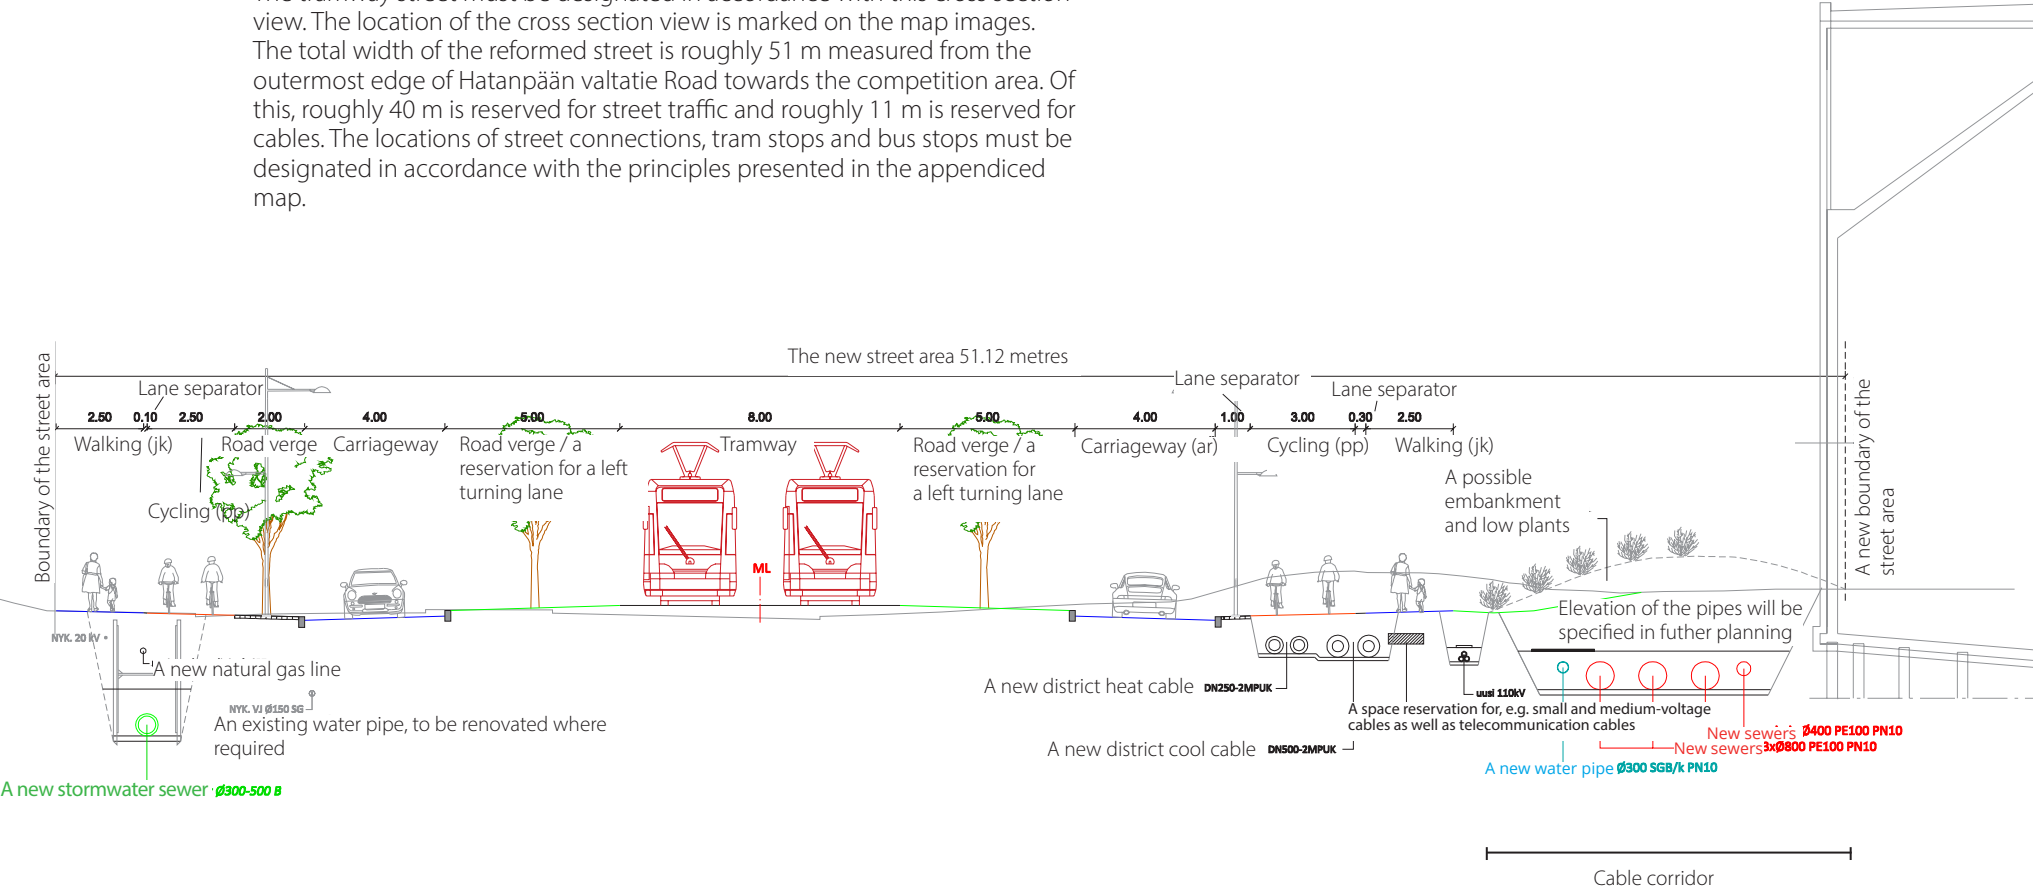 view. The location of the cross section view is marked on the map images.
The total width of the reformed street is roughly 51 m measured from the
outermost edge of Hatanpään valtatie Road towards the competition area. Of
this, roughly 40 m is reserved for street traffic and roughly 11 m is reserved for
cables. The locations of street connections, tram stops and bus stops must be
designated in accordance with the principles presented in the appendiced
map.
The new street area 51.12 metres
Boundary of the street area
Lane separator
Lane separator
Lane separator
2.50 0.10 2.50 2.00 4.00 5.00 8.00 5.00 4.00 1.00 3.00 0.30 2.50
Walking (jk)
Cycling (pp)
Road verge
Carriageway
Road verge / a
reservation for a left
turning lane
Tramway
Road verge / a
reservation for
a left turning lane
Carriageway (ar)
Cycling (pp)
Walking (jk)
A possible
embankment
and low plants
A new boundary of the
street area
ML
NYK. 20 kV
A new natural gas line
NYK. VJ Ø150 SG
An existing water pipe, to be renovated where
required
A new stormwater sewer Ø300-500 B
Elevation of the pipes will be
specified in futher planning
A new district heat cable DN250-2MPUK
uusi 110kV
A space reservation for, e.g. small and medium-voltage
cables as well as telecommunication cables
A new district cool cable DN500-2MPUK
New sewers Ø400 PE100 PN10
New sewers 3xØ800 PE100 PN10
A new water pipe Ø300 SGB/k PN10
Cable corridor